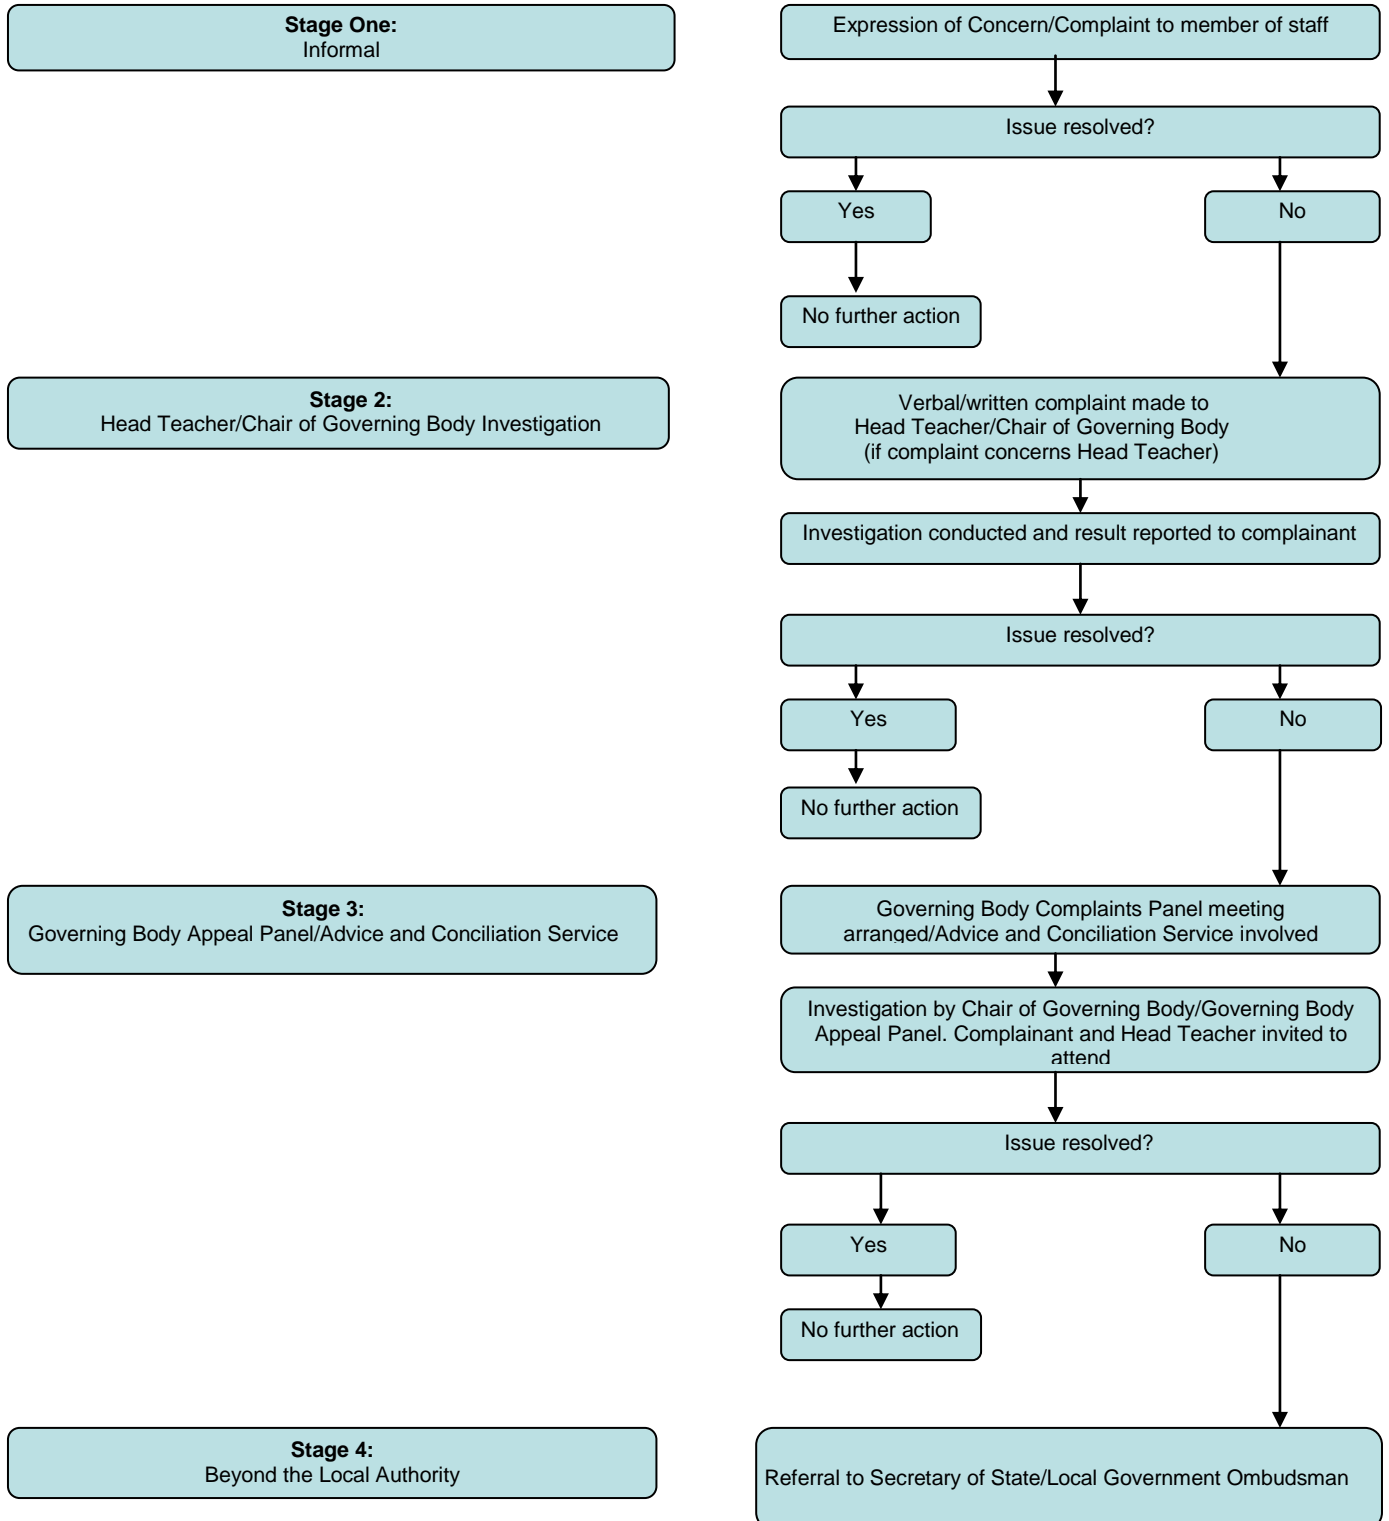 Stage One:
Informal
Expression of Concern/Complaint to member of staff
Issue resolved?
Yes
No
No further action
Stage 2:
Head Teacher/Chair of Governing Body Investigation
Verbal/written complaint made to
Head Teacher/Chair of Governing Body
(if complaint concerns Head Teacher)
Investigation conducted and result reported to complainant
Issue resolved?
Yes
No
No further action
Stage 3:
Governing Body Appeal Panel/Advice and Conciliation Service
Governing Body Complaints Panel meeting
arranged/Advice and Conciliation Service involved
Investigation by Chair of Governing Body/Governing Body
Appeal Panel. Complainant and Head Teacher invited to
attend
Issue resolved?
Yes
No
No further action
Stage 4:
Beyond the Local Authority
Referral to Secretary of State/Local Government Ombudsman